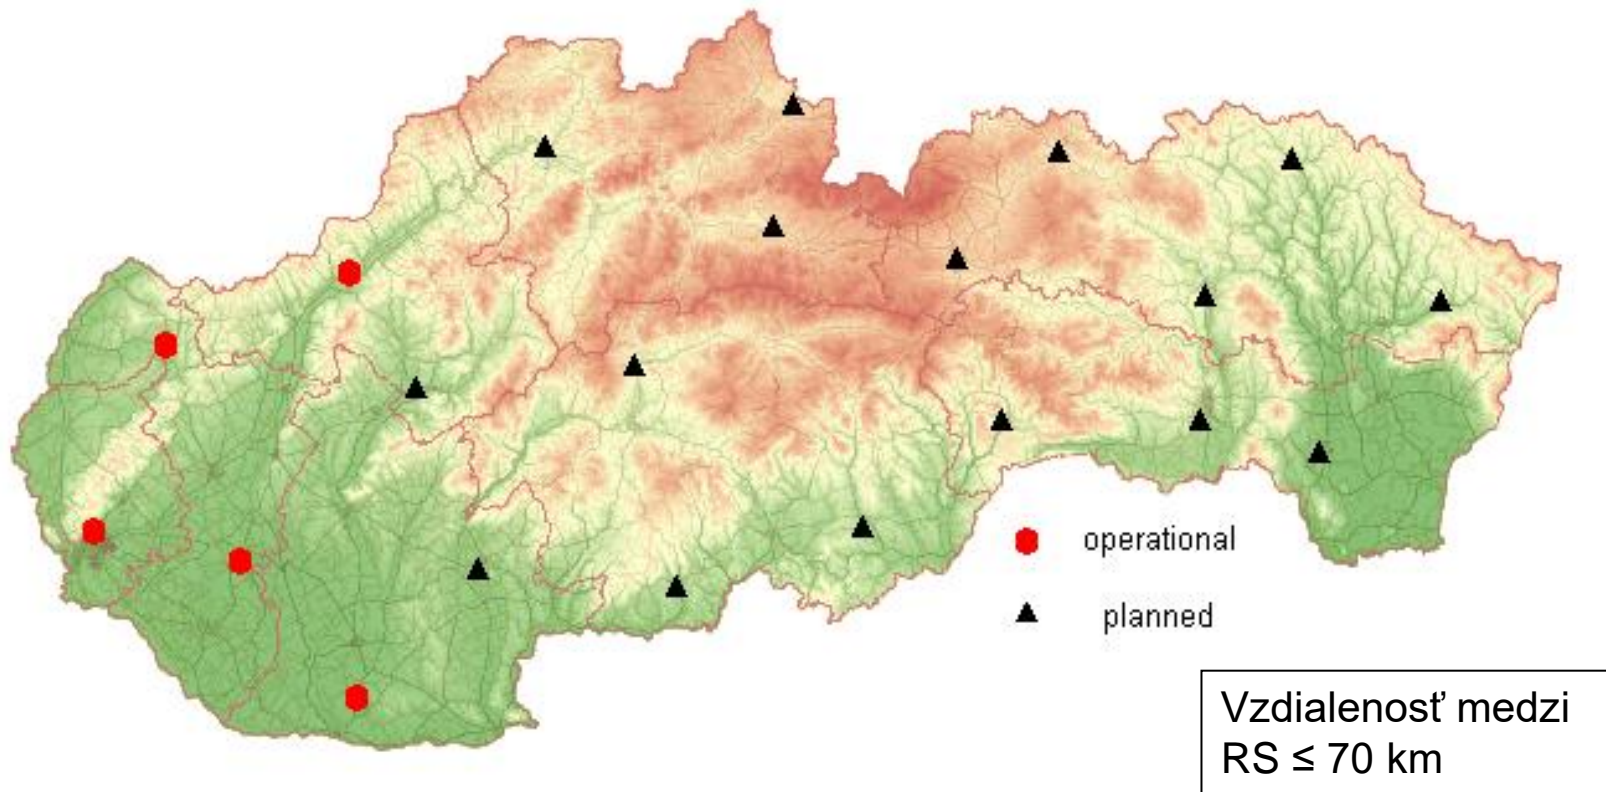 operational
planned
Vzdialenosť medzi
RS ≤ 70 km